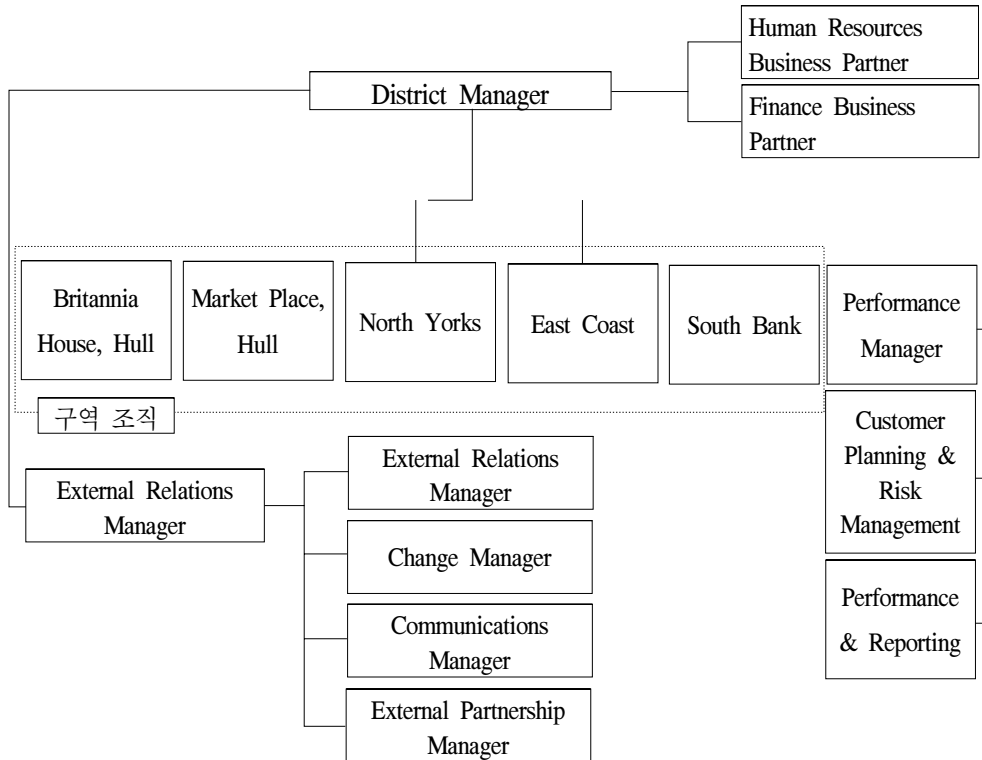 Human Resources
Business Partner
District Manager
Finance Business
Partner
Britannia
House, Hull
Market Place,
Hull
North Yorks
East Coast
South Bank
Performance
Manager
구역 조직
Customer
Planning &
Risk
Management
External Relations
Manager
External Relations
Manager
Change Manager
Communications
Manager
External Partnership
Manager
Performance
& Reporting